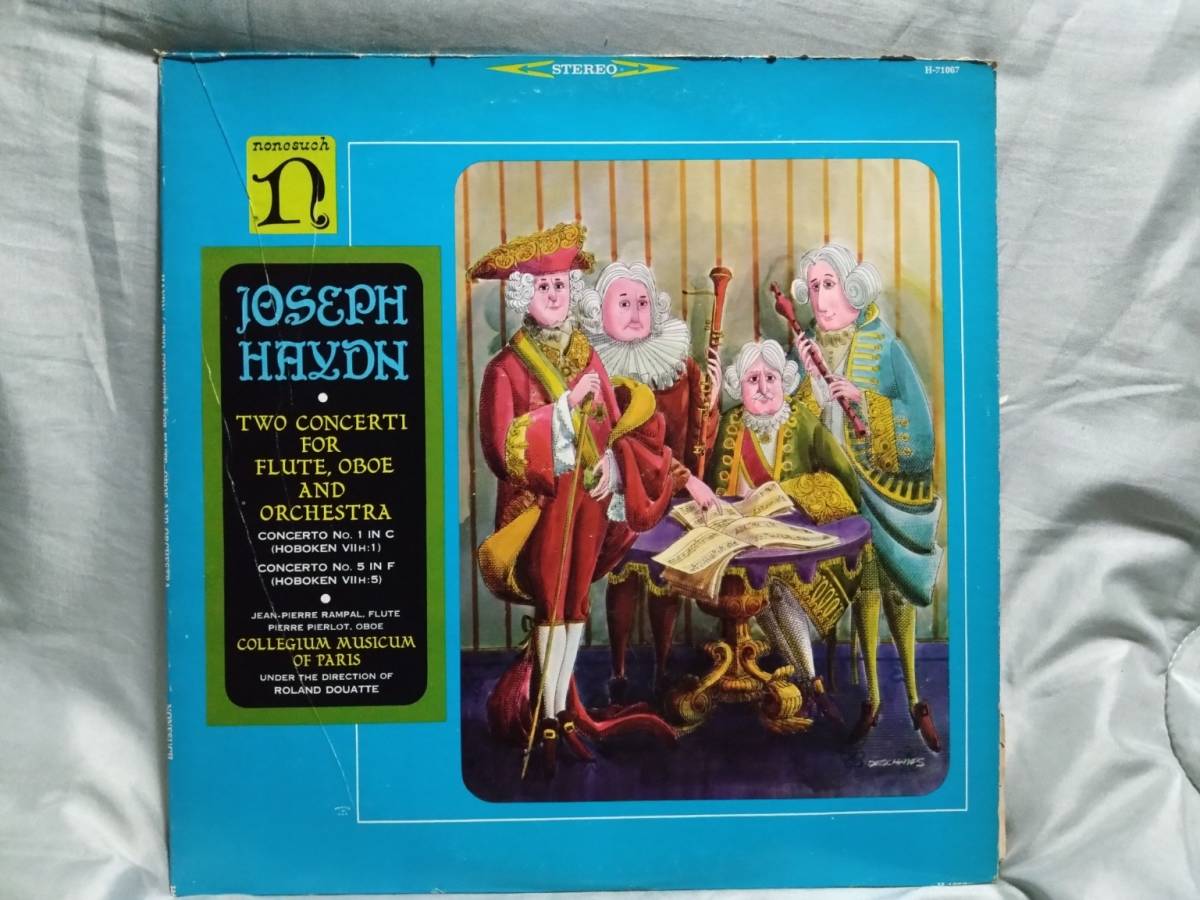 STEREO
H-71067
nonesuch
n
JOSEPH
HAYDN
TWO CONCERTI
FOR
FLUTE, OBOE
AND
ORCHESTRA
CONCERTO No. 1 IN C
(HOBOKEN VIIH:1)
CONCERTO No. 5 IN F
(HOBOKEN VIIH:5)
JEAN-PIERRE RAMPAL, FLUTE
PIERRE PIERLOT, OBOE
COLLEGIUM MUSICUM
OF PARIS
UNDER THE DIRECTION OF
ROLAND DOUATTE
DESCHAMPS